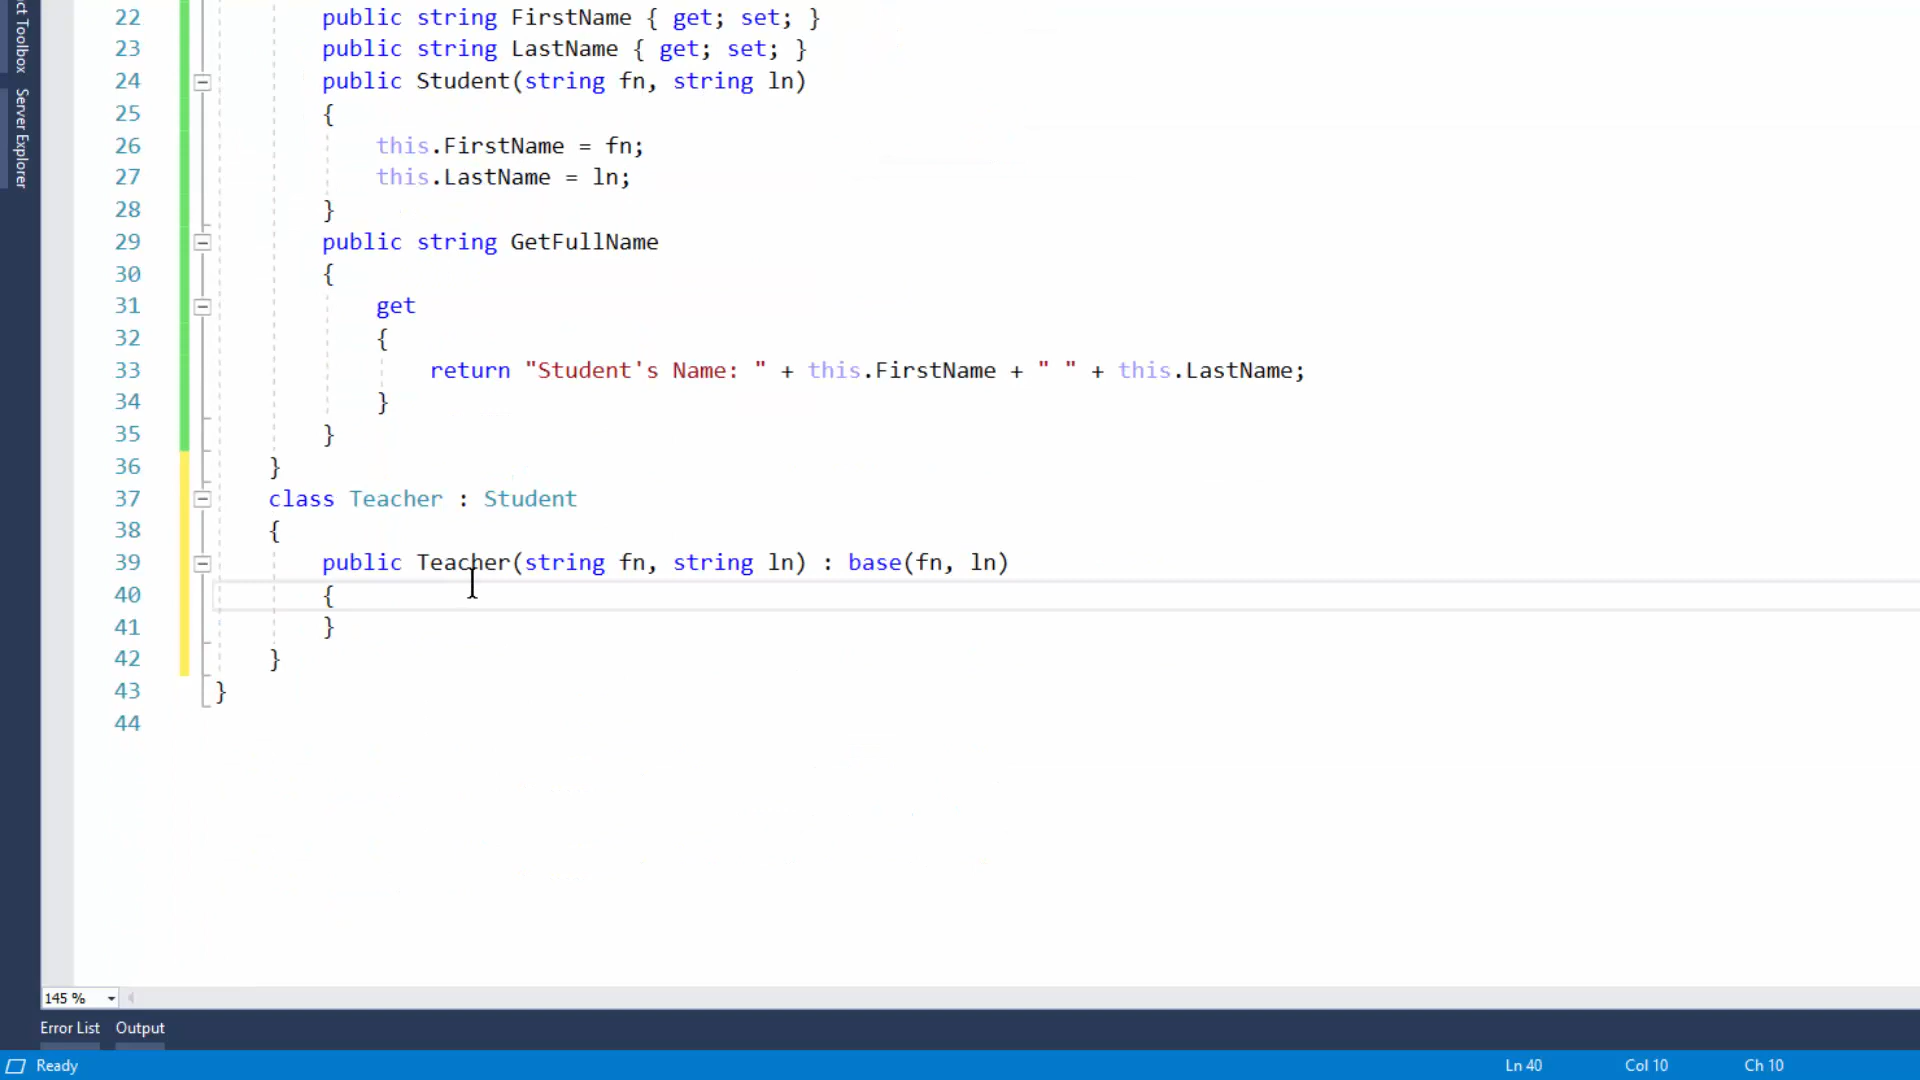 ct Toolbox
Server Explorer
22 public string FirstName { get; set; }
23 public string LastName { get; set; }
24 public Student(string fn, string ln)
25 {
26 this.FirstName = fn;
27 this.LastName = ln;
28 }
29 public string GetFullName
30 {
31 get
32 {
33 return "Student's Name: " + this.FirstName + " " + this.LastName;
34 }
35 }
36 }
37 class Teacher : Student
38 {
39 public Teacher(string fn, string ln) : base(fn, ln)
40 {
41 }
42 }
43 }
44
145 %
Error List Output
Ready Ln 40 Col 10 Ch 10